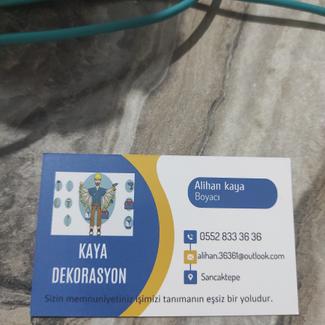 Alihan kaya
Boyacı
KAYA
DEKORASYON
0552 833 36 36
alihan.36361@outlook.com
Sancaktepe
Sizin memnuniyetiniz işimizi tanımanın eşsiz bir yoludur.